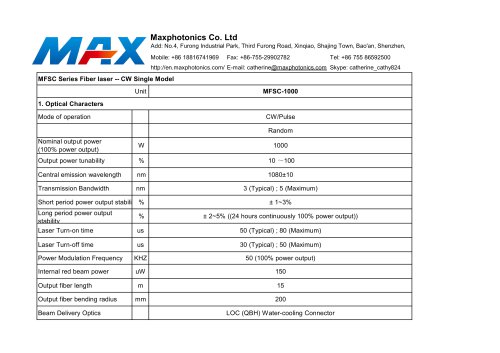 MAX
Maxphotonics Co. Ltd
Add: No.4, Furong Industrial Park, Third Furong Road, Xinqiao, Shajing Town, Bao'an, Shenzhen,
Mobile: +86 18816741969 Fax: +86-755-29902782 Tel: +86 755 86592500
http://en.maxphotonics.com/ E-mail: catherine@maxphotonics.com Skype: catherine_cathy824
MFSC Series Fiber laser -- CW Single Model
Unit MFSC-1000
1. Optical Characters
Mode of operation CW/Pulse
Random
Nominal output power
(100% power output) W 1000
Output power tunability % 10 ～100
Central emission wavelength nm 1080±10
Transmission Bandwidth nm 3 (Typical) ; 5 (Maximum)
Short period power output stabili % ± 1~3%
Long period power output
stability % ± 2~5% ((24 hours continuously 100% power output))
Laser Turn-on time us 50 (Typical) ; 80 (Maximum)
Laser Turn-off time us 30 (Typical) ; 50 (Maximum)
Power Modulation Frequency KHZ 50 (100% power output)
Internal red beam power uW 150
Output fiber length m 15
Output fiber bending radius mm 200
Beam Delivery Optics LOC (QBH) Water-cooling Connector